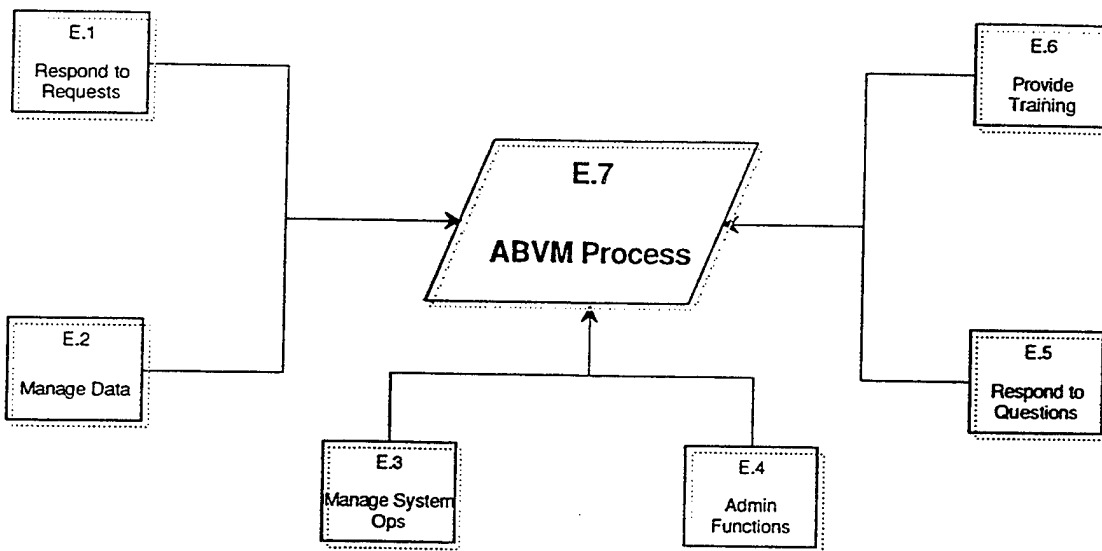 E.1
Respond to
Requests
E.6
Provide
Training
E.7
ABVM Process
E.2
Manage Data
E.5
Respond to
Questions
E.3
Manage System
Ops
E.4
Admin
Functions